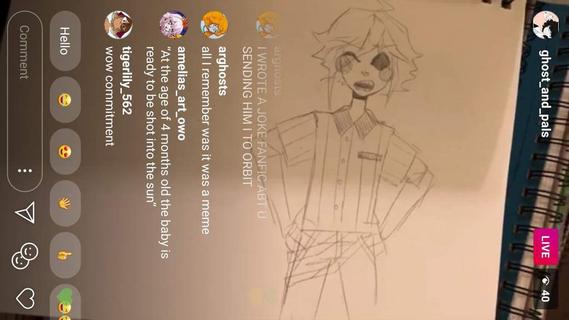 ghost_and_pals
LIVE
40
arghosts
I WROTE A JOKE FANFIC ABT U
SENDING HIM I TO ORBIT
arghosts
all I remember was it was a meme
amelias_art_owo
"At the age of 4 months old the baby is
ready to be shot into the sun"
tigerlily_562
wow commitment
Hello
Comment